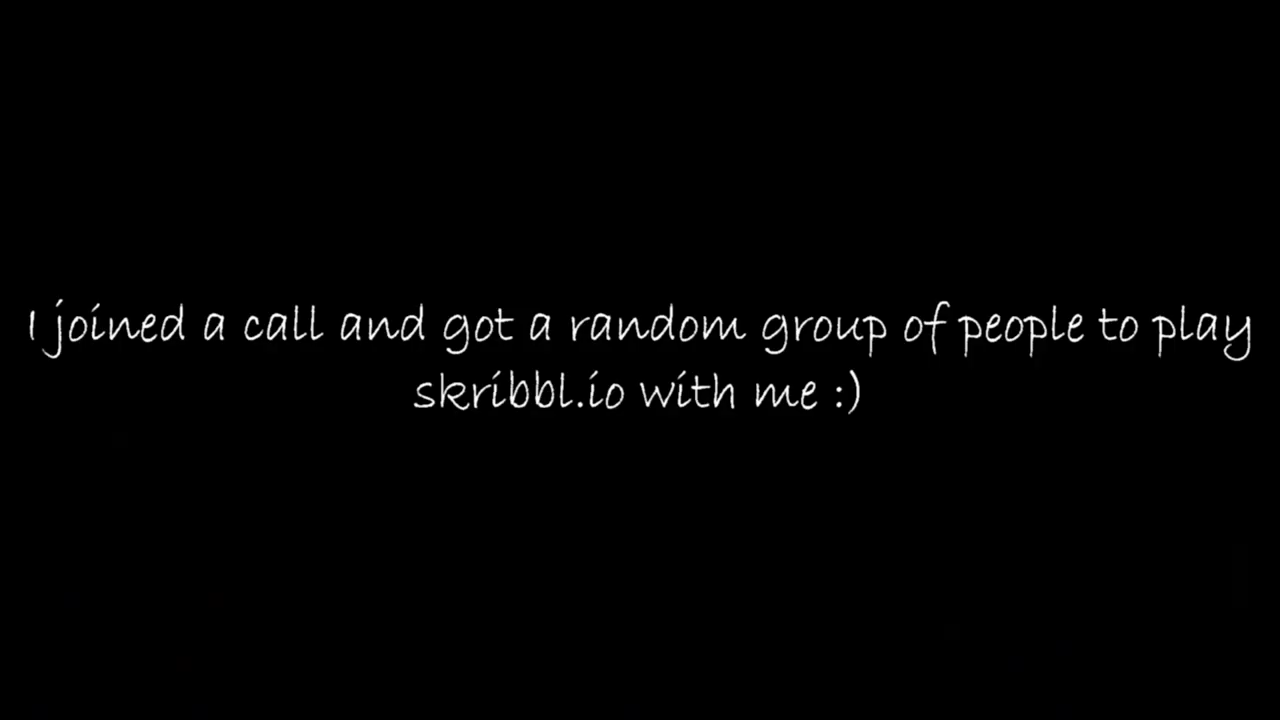 I joined a call and got a random group of people to play
skribbl.io with me :)